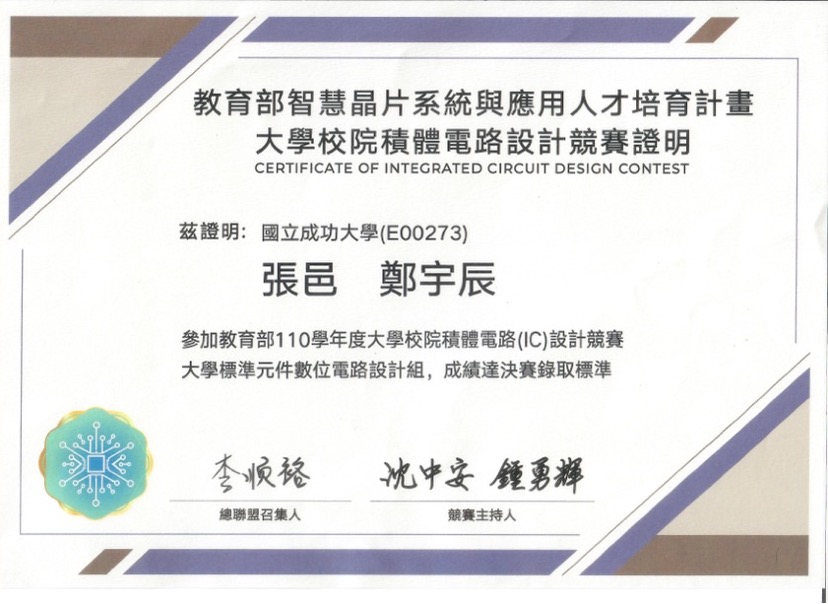 教育部智慧晶片系統與應用人才培育計畫
大學校院積體電路設計競賽證明
CERTIFICATE OF INTEGRATED CIRCUIT DESIGN CONTEST
茲證明: 國立成功大學(E00273)
張邑 鄭宇辰
參加教育部110學年度大學校院積體電路(IC)設計競賽
大學標準元件數位電路設計組，成績達決賽錄取標準
李順裕 沈中安 鍾勇輝
總聯盟召集人 競賽主持人